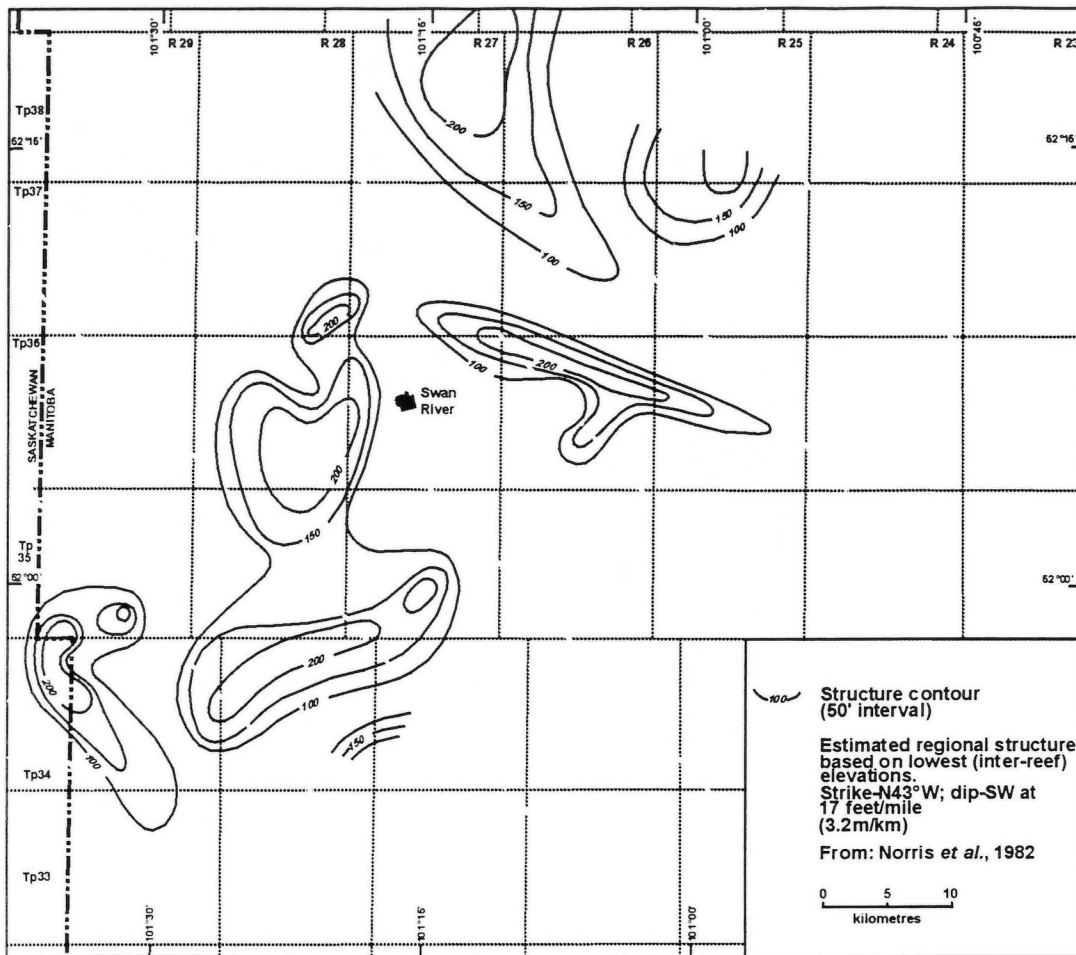 101°30' R 29 R 28 101°15' R 27 R 26 101°00' R 25 R 24 100°45' R 23
Tp38
52°15' 52°15'
200
Tp37
150
150
100
100
200
Tp36
100
200
SASKATCHEWAN
MANITOBA
Swan
River
200
150
Tp
35
52°00' 52°00'
200
200
100
100
150
Tp34
Tp33
101°30' 101°15' 101°00'
100 Structure contour
(50' interval)
Estimated regional structure
based on lowest (inter-reef)
elevations.
Strike-N43°W; dip-SW at
17 feet/mile
(3.2m/km)
From: Norris et al., 1982
0 5 10
kilometres